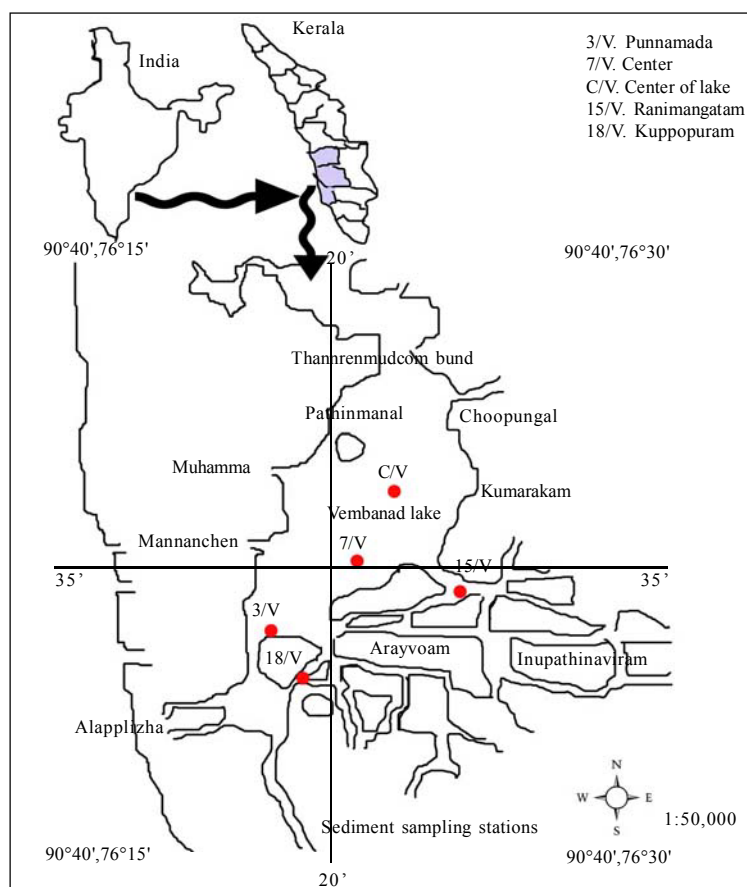 Kerala
India
3/V. Punnamada
7/V. Center
C/V. Center of lake
15/V. Ranimangatam
18/V. Kuppopuram
90°40',76°15'
20’
90°40',76°30'
Thannrenmudcom bund
Pathinmanal
Choopungal
Muhamma
C/V
Kumarakam
Vembanad lake
Mannanchen
7/V
35’
15/V
35’
3/V
Arayvoam
18/V
Inupathinaviram
Alapplizha
N
W
E
S
1:50,000
Sediment sampling stations
90°40',76°15'
90°40',76°30'
20’